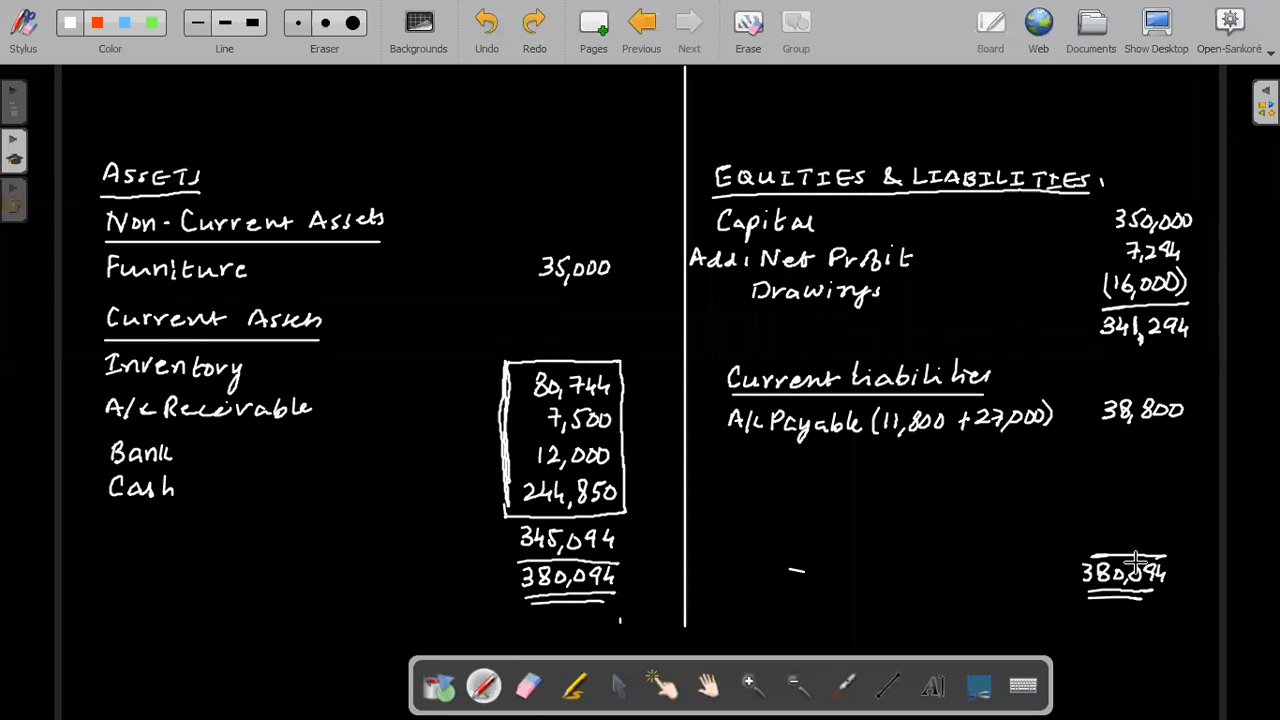 Stylus
Color
Line
Eraser
Backgrounds
Undo
Redo
Pages
Previous
Next
Erase
Group
Board
Web
Documents
Show Desktop
Open-Sankoré
ASSETS
Non-Current Assets
Furniture 35,000
Current Assets
Inventory 80,744
A/c Receivable 7,500
Bank 12,000
Cash 244,850
345,094
380,094
EQUITIES & LIABILITIES.
Capital 350,000
Add: Net Profit 7,294
Drawings (16,000)
341,294
Current Liabilities
A/c Payable (11,800 + 27,000) 38,800
380,094